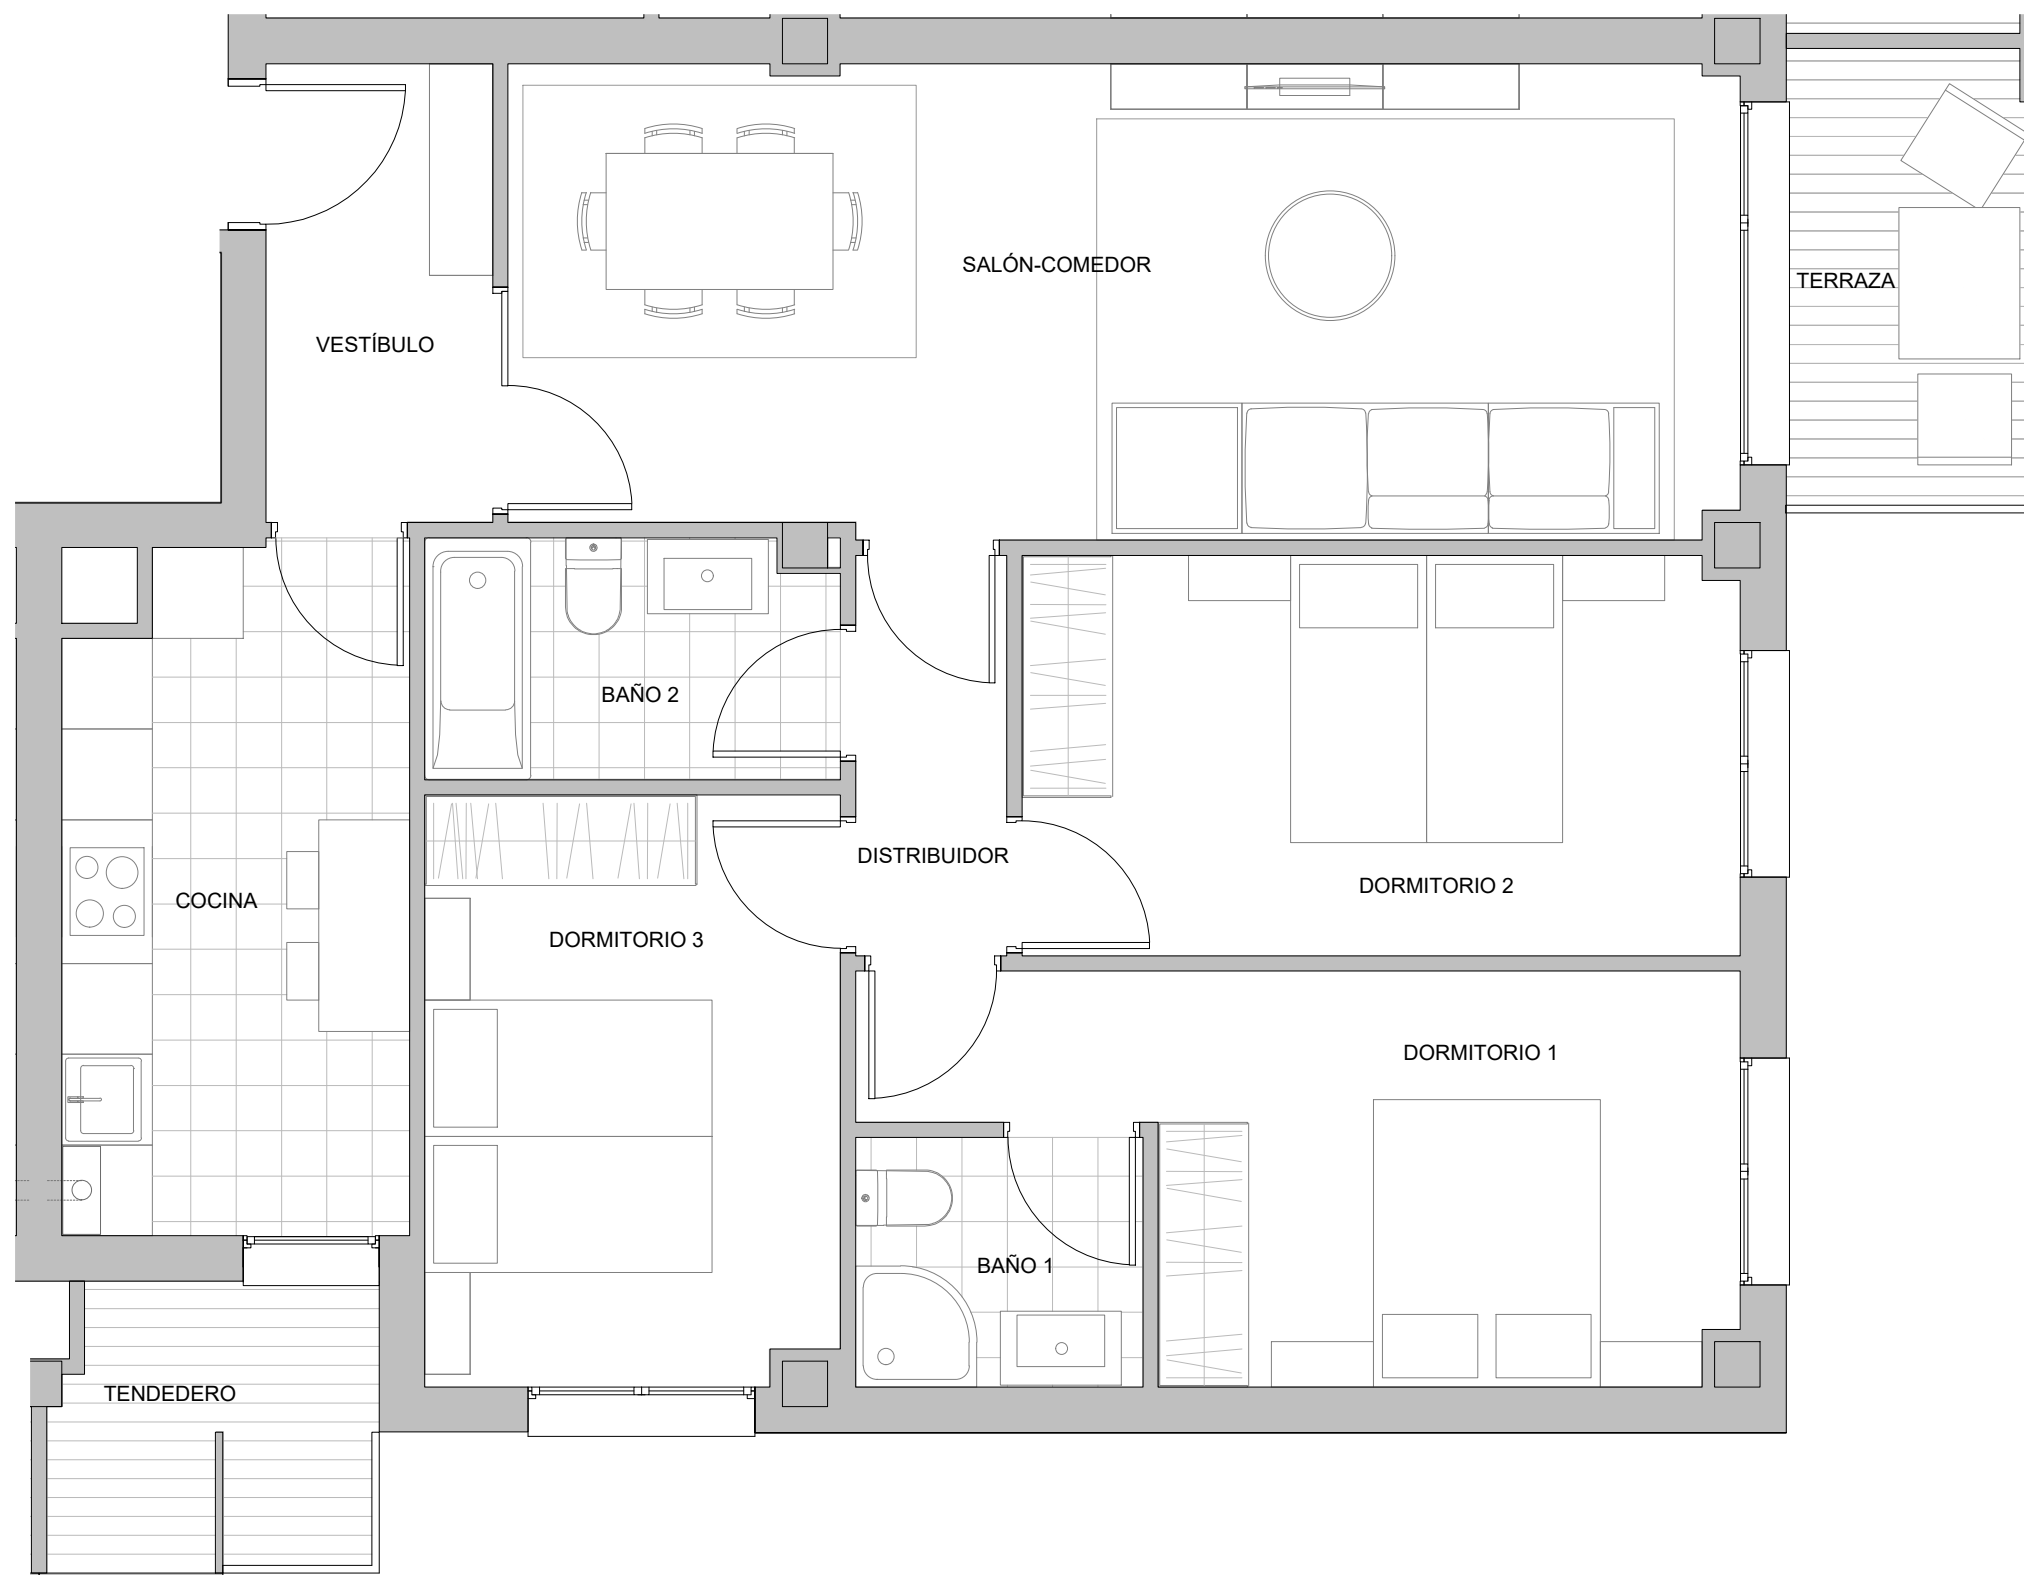 SALÓN-COMEDOR
TERRAZA
VESTÍBULO
BAÑO 2
DISTRIBUIDOR
DORMITORIO 2
COCINA
DORMITORIO 3
DORMITORIO 1
BAÑO 1
TENDEDERO